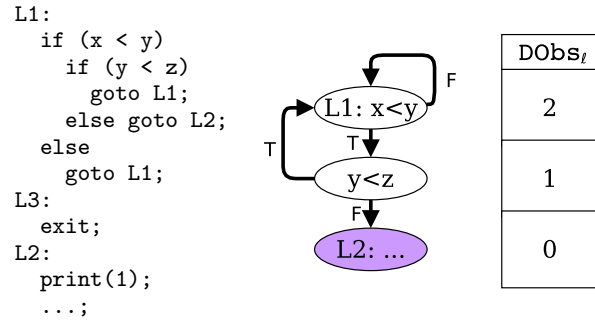 L1:
if (x < y)
if (y < z)
goto L1;
else goto L2;
else
goto L1;
L3:
exit;
L2:
print(1);
...;
F
L1: x<y
T
T
y<z
F
L2: ...
DObsℓ
2
1
0